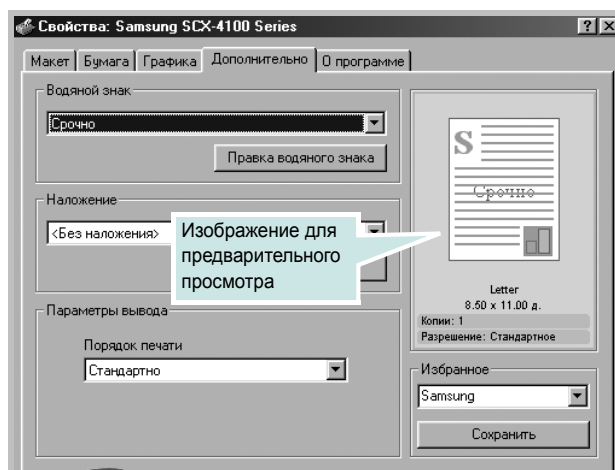 Свойства: Samsung SCX-4100 Series
Макет Бумага Графика Дополнительно О программе
Водяной знак
Срочно
Правка водяного знака
Наложение
<Без наложения>
Изображение для
предварительного
просмотра
Параметры вывода
Порядок печати
Стандартно
S
Срочно
Letter
8.50 x 11.00 д.
Копии: 1
Разрешение: Стандартное
Избранное
Samsung
Сохранить